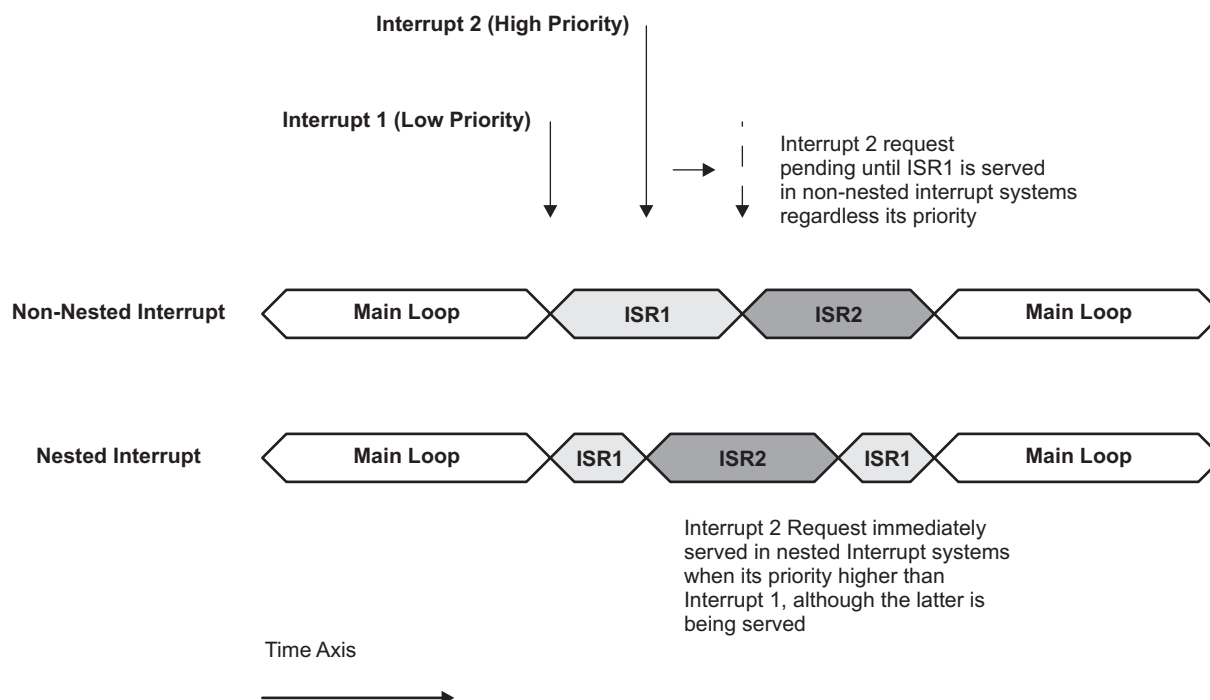 Interrupt 2 (High Priority)
Interrupt 1 (Low Priority)
Interrupt 2 request
pending until ISR1 is served
in non-nested interrupt systems
regardless its priority
Non-Nested Interrupt
Main Loop
ISR1
ISR2
Main Loop
Nested Interrupt
Main Loop
ISR1
ISR2
ISR1
Main Loop
Interrupt 2 Request immediately
served in nested Interrupt systems
when its priority higher than
Interrupt 1, although the latter is
being served
Time Axis